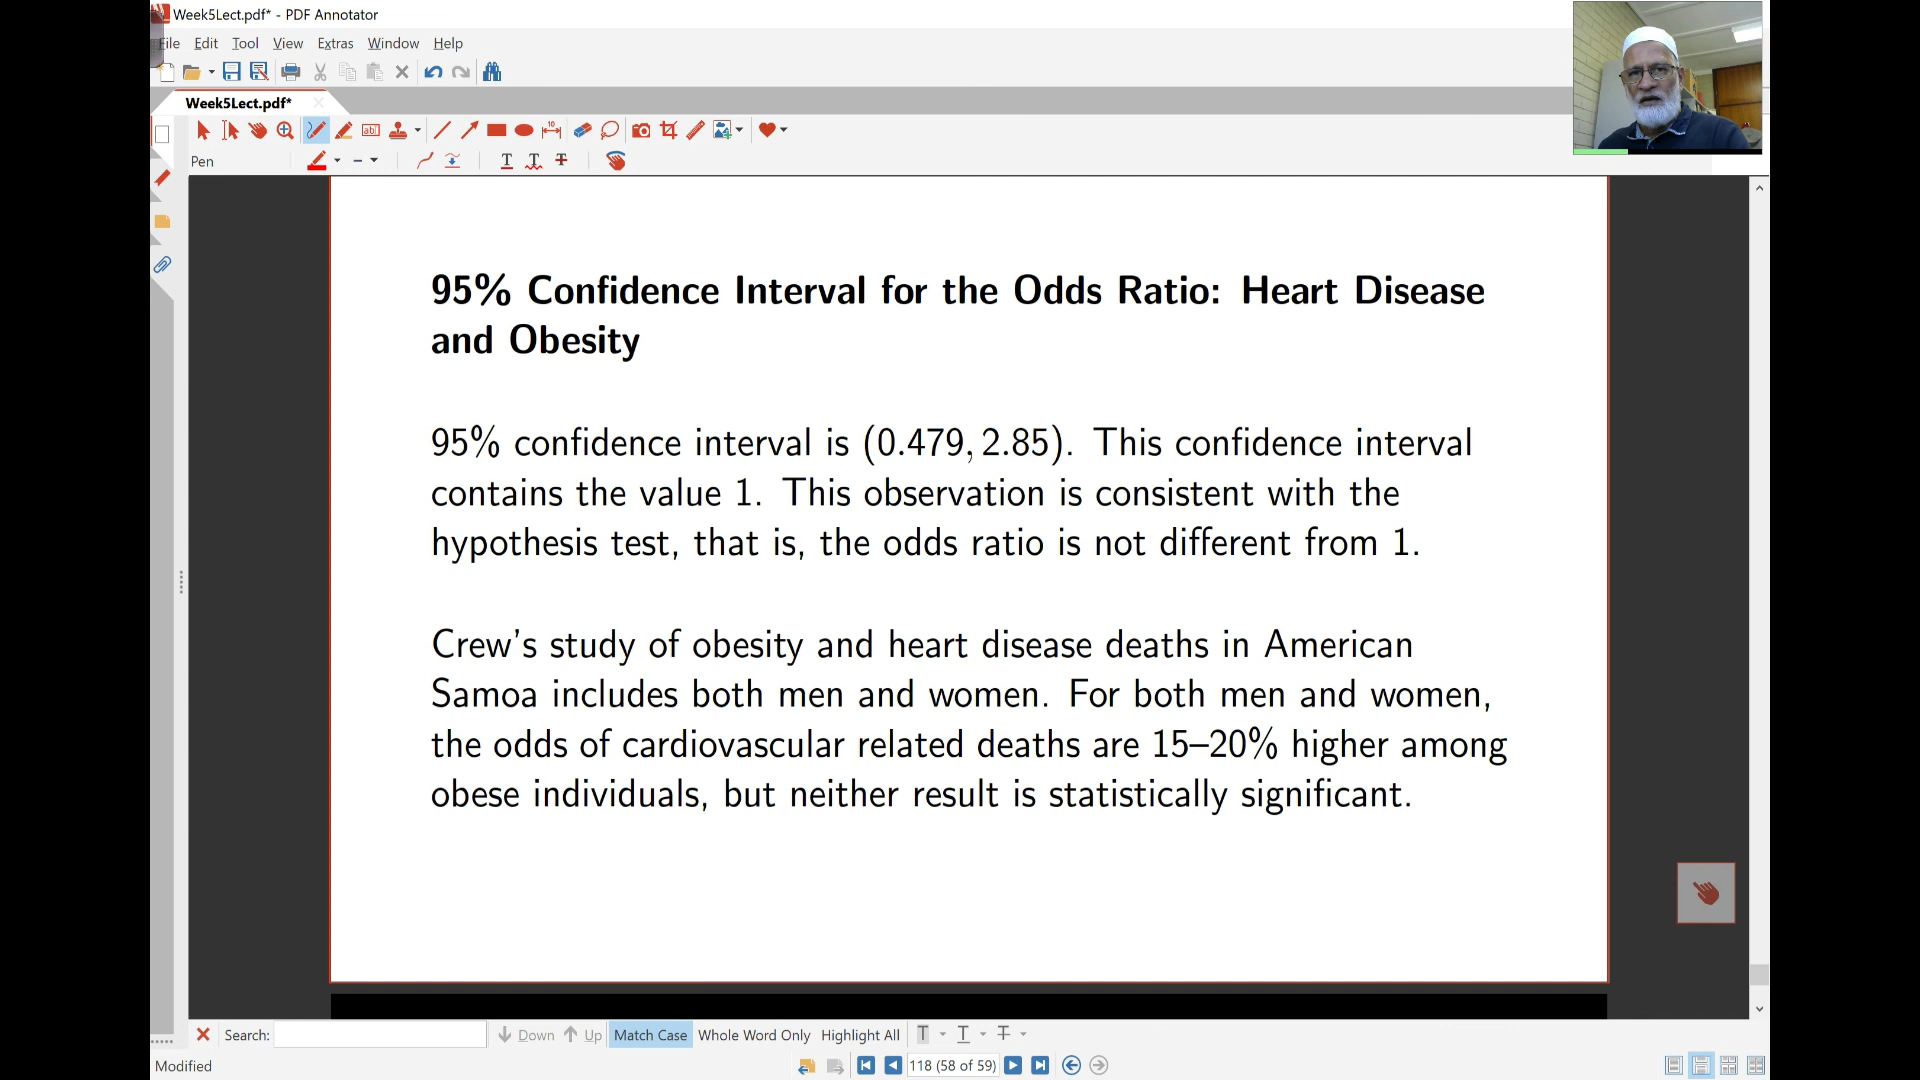 Week5Lect.pdf* - PDF Annotator
File Edit Tool View Extras Window Help
Week5Lect.pdf*
Pen
95% Confidence Interval for the Odds Ratio: Heart Disease
and Obesity
95% confidence interval is (0.479, 2.85). This confidence interval
contains the value 1. This observation is consistent with the
hypothesis test, that is, the odds ratio is not different from 1.
Crew's study of obesity and heart disease deaths in American
Samoa includes both men and women. For both men and women,
the odds of cardiovascular related deaths are 15–20% higher among
obese individuals, but neither result is statistically significant.
Search: Down Up Match Case Whole Word Only Highlight All
118 (58 of 59)
Modified